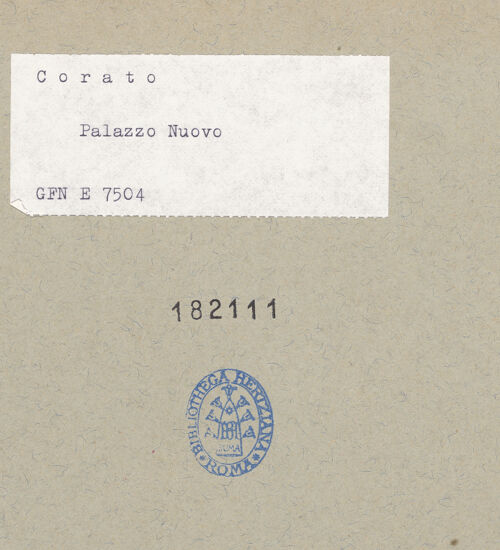 C o r a t o
Palazzo Nuovo
GFN E 7504
182111
BIBLIOTHECA HERTZIANA
ROMA